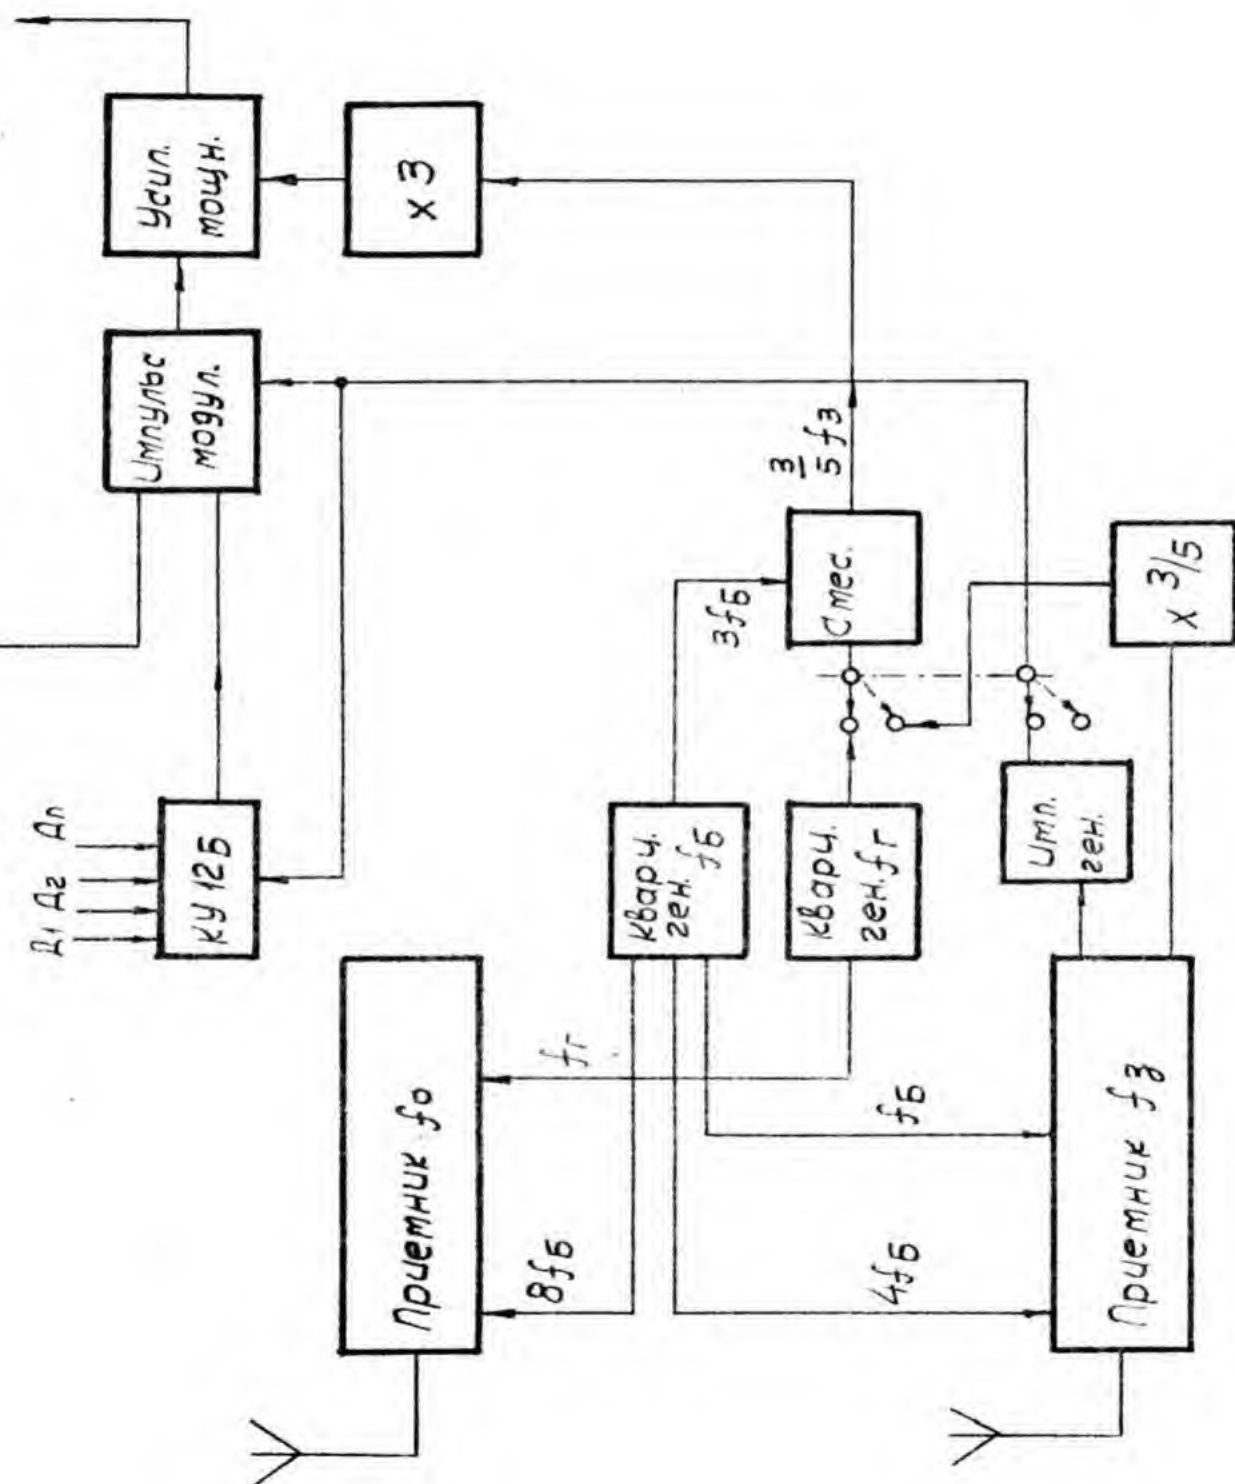 Приемник f₀
8fБ
fг
Д1 Д2 Дп
КУ 12Б
Импульс
модул.
Усил.
мощн.
x 3
Кварц.
ген. fБ
3fБ
Кварц.
ген. fг
Смес.
3/5 fз
4fБ
fБ
Приемник fз
Имп.
ген.
x 3/5